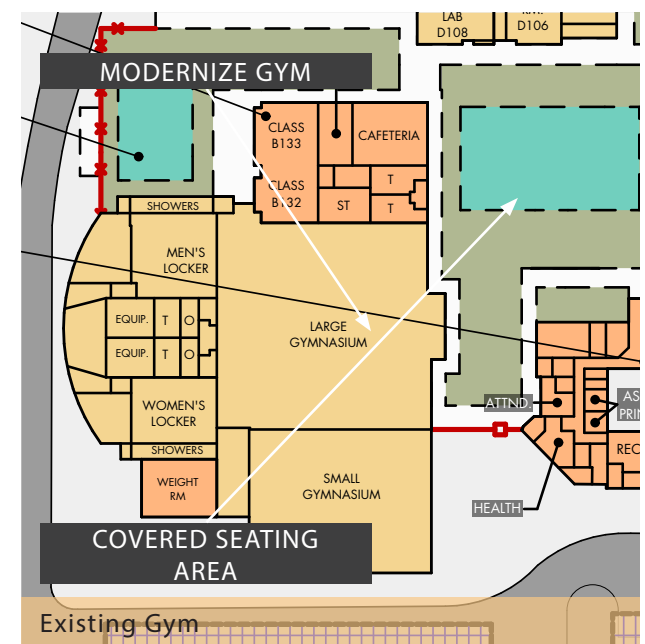 LAB
D108
RM.
D106
MODERNIZE GYM
CLASS
B133
CAFETERIA
CLASS
B132
ST
T
T
SHOWERS
MEN'S
LOCKER
EQUIP.
T
O
EQUIP.
T
O
LARGE
GYMNASIUM
WOMEN'S
LOCKER
SHOWERS
WEIGHT
RM
SMALL
GYMNASIUM
ATTND.
HEALTH
COVERED SEATING
AREA
Existing Gym